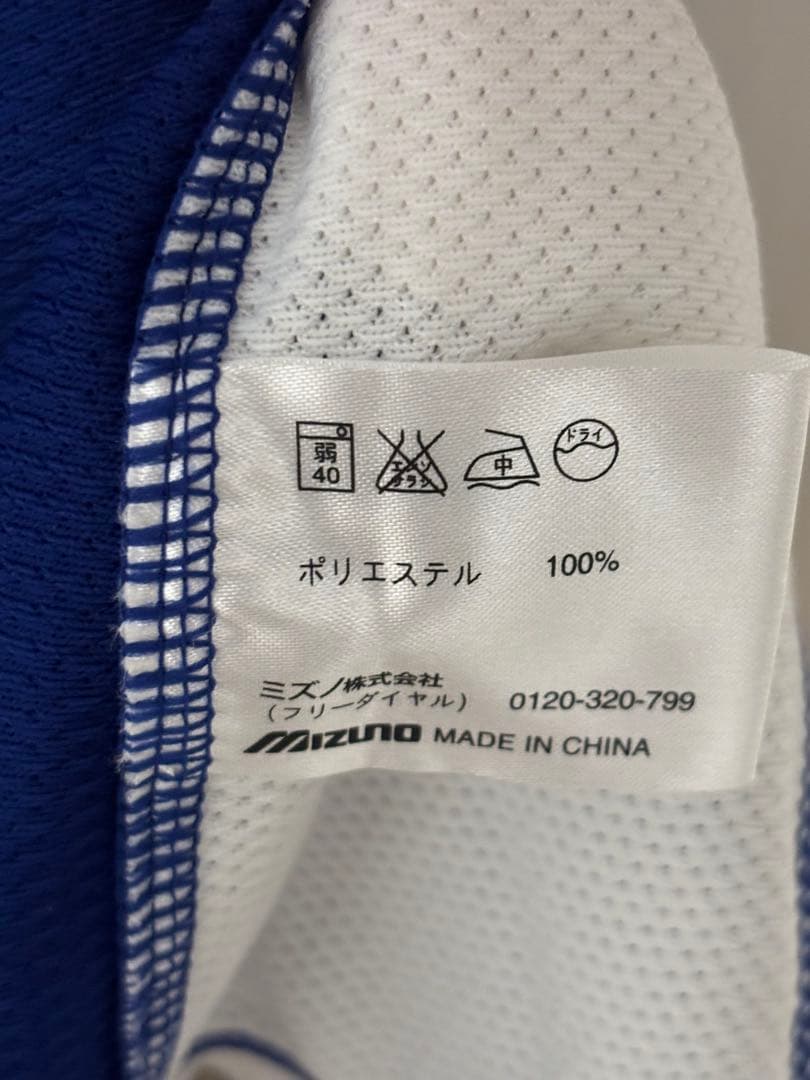 弱
40
エンソ
サラシ
中
ドライ
ポリエステル 100%
ミズノ株式会社
(フリーダイヤル) 0120-320-799
MIZUNO MADE IN CHINA